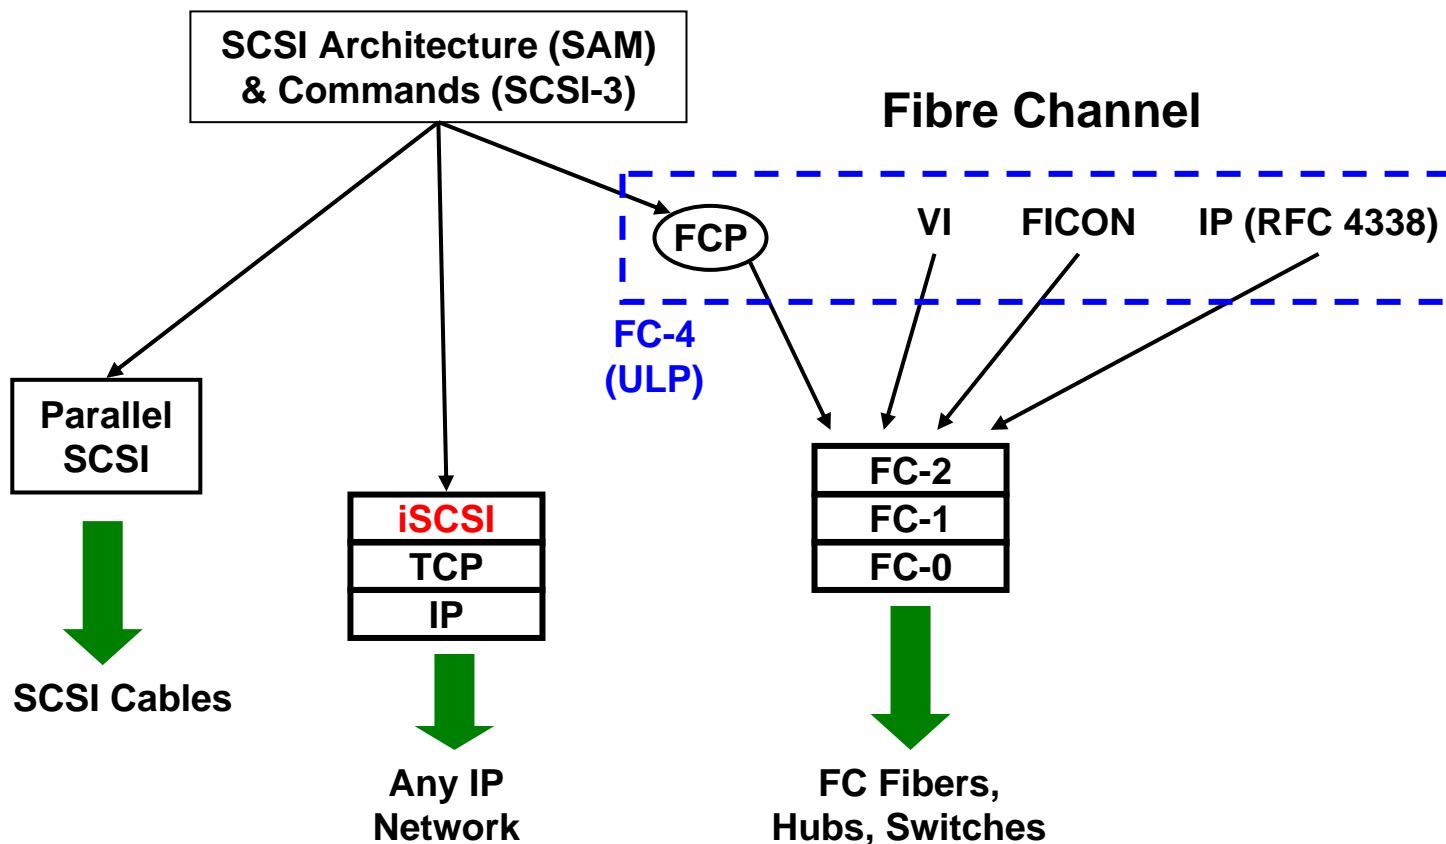 SCSI Architecture (SAM)
& Commands (SCSI-3)
Fibre Channel
FCP
VI
FICON
IP (RFC 4338)
FC-4
(ULP)
Parallel
SCSI
iSCSI
TCP
IP
FC-2
FC-1
FC-0
SCSI Cables
Any IP
Network
FC Fibers,
Hubs, Switches